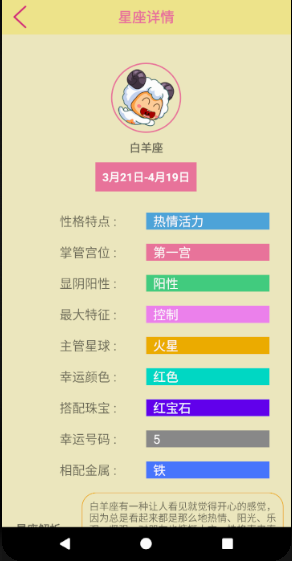 星座详情
白羊座
3月21日-4月19日
性格特点： 热情活力
掌管宫位： 第一宫
显阴阳性： 阳性
最大特征： 控制
主管星球： 火星
幸运颜色： 红色
搭配珠宝： 红宝石
幸运号码： 5
相配金属： 铁
白羊座有一种让人看见就觉得开心的感觉，
因为总是看起来都是那么地热情、阳光、乐
星座解析